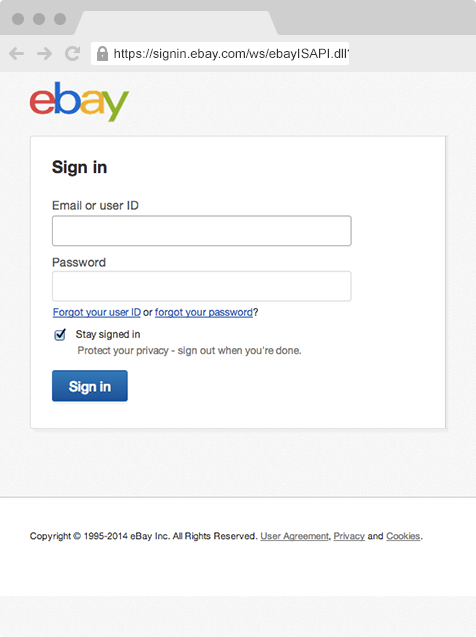 https://signin.ebay.com/ws/ebayISAPI.dll'
ebay
Sign in
Email or user ID
Password
Forgot your user ID or forgot your password?
Stay signed in
Protect your privacy - sign out when you're done.
Sign in
Copyright © 1995-2014 eBay Inc. All Rights Reserved. User Agreement, Privacy and Cookies.